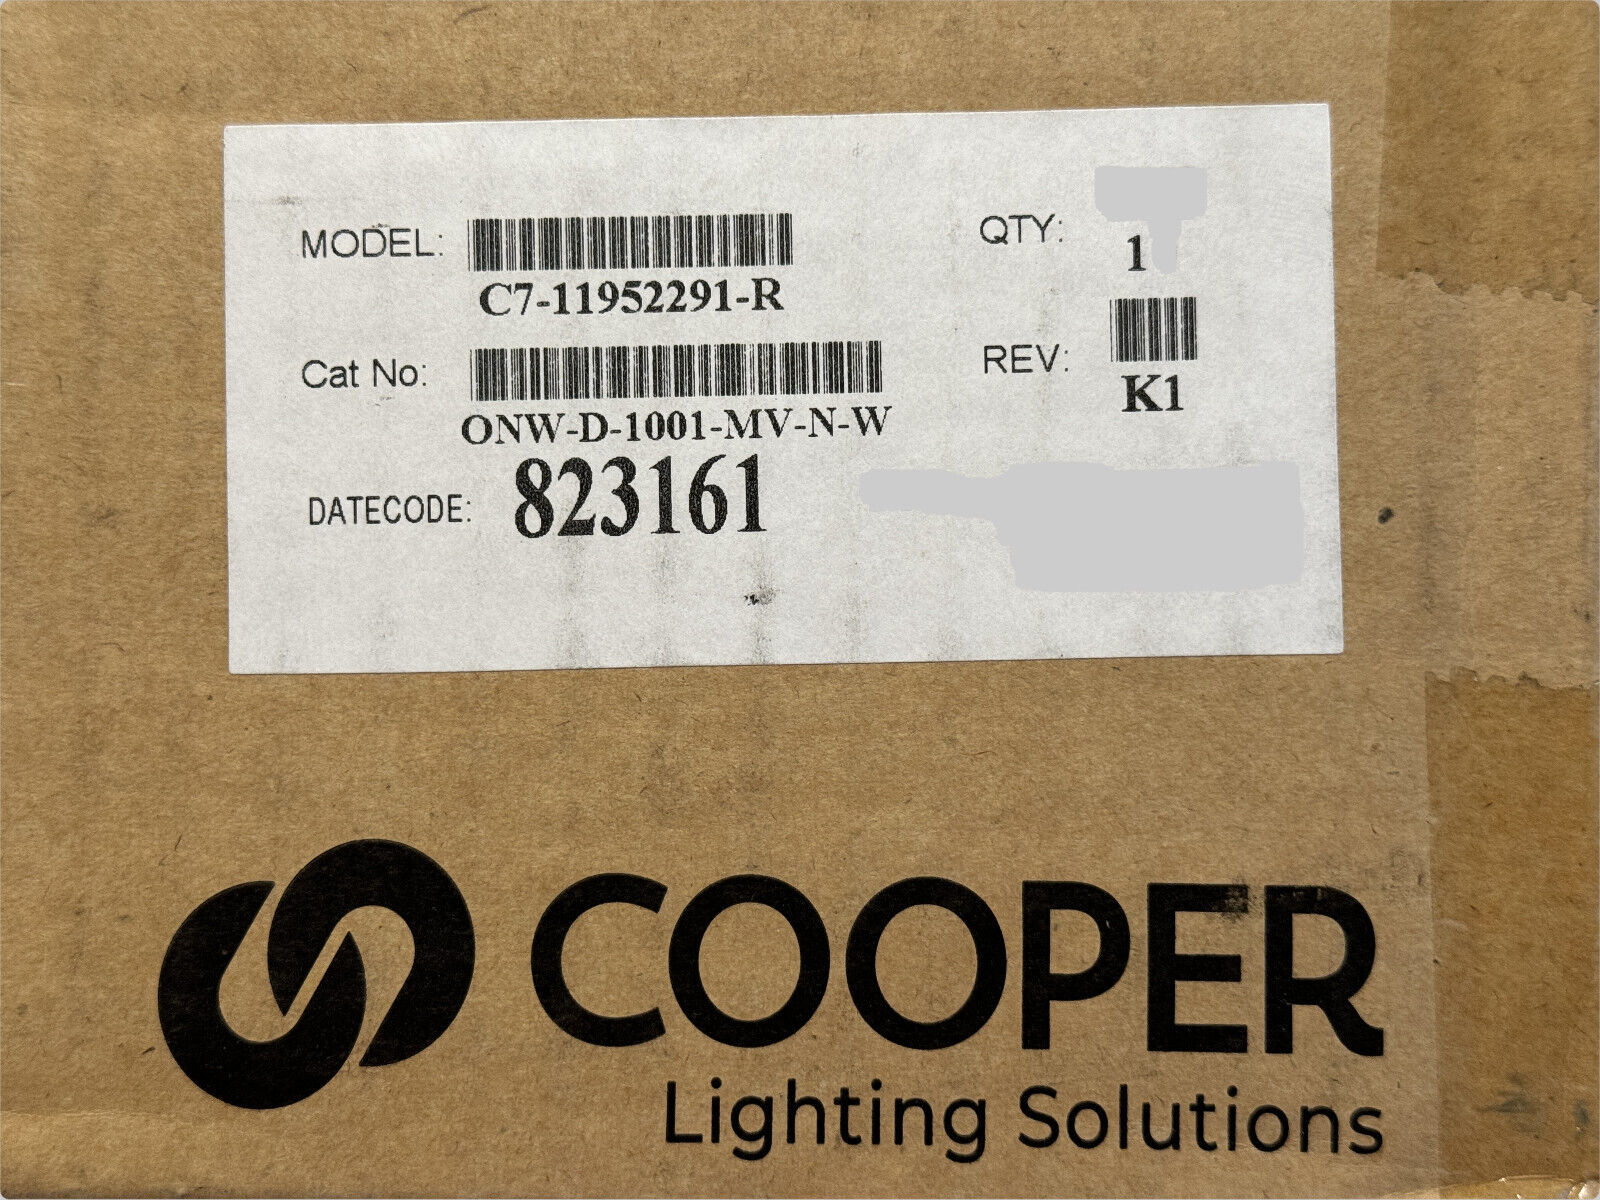 MODEL:
C7-11952291-R
QTY:
1
Cat No:
ONW-D-1001-MV-N-W
REV:
K1
DATECODE: 823161
COOPER
Lighting Solutions